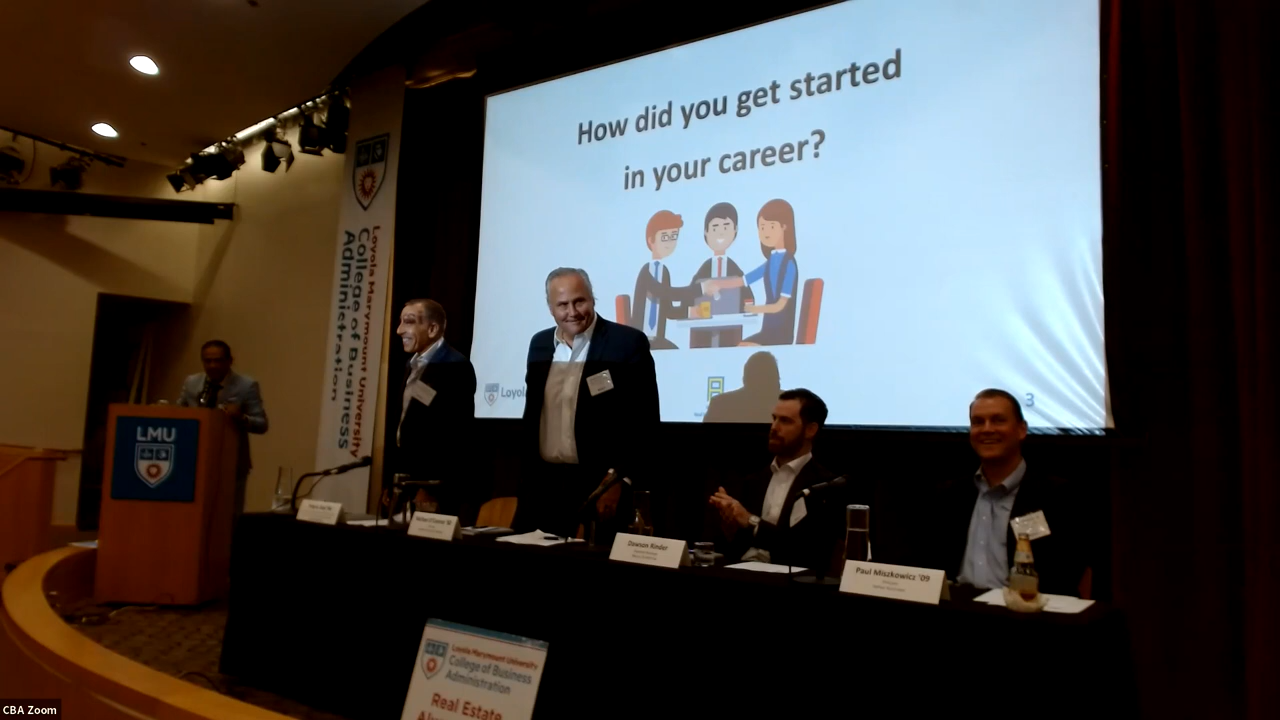 How did you get started
in your career?
Loyola Marymount University
College of Business
Administration
LMU
3
Dawson Rinder
Paul Miszkowicz '09
Loyola Marymount University
College of Business
Administration
Real Estate
CBA Zoom